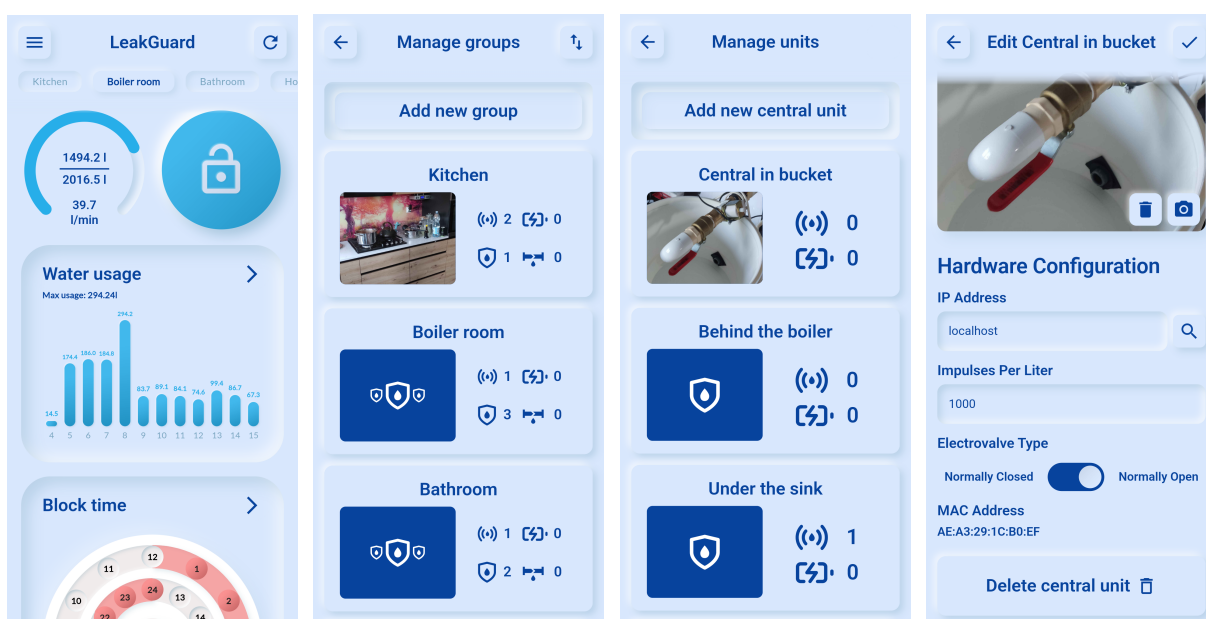 LeakGuard
Kitchen
Boiler room
Bathroom
Ho
1494.2 l
2016.5 l
39.7
l/min
Water usage
Max usage: 294.24l
14.5 174.4 186.0 184.8 294.2 83.7 89.1 84.1 74.6 99.4 86.7 67.3
4 5 6 7 8 9 10 11 12 13 14 15
Block time
10 11 12 1 2
22 23 24 13 14
Manage groups
Add new group
Kitchen
2 0
1 0
Boiler room
1 0
3 0
Bathroom
1 0
2 0
Manage units
Add new central unit
Central in bucket
0
0
Behind the boiler
0
0
Under the sink
1
0
Edit Central in bucket
Hardware Configuration
IP Address
localhost
Impulses Per Liter
1000
Electrovalve Type
Normally Closed
Normally Open
MAC Address
AE:A3:29:1C:B0:EF
Delete central unit